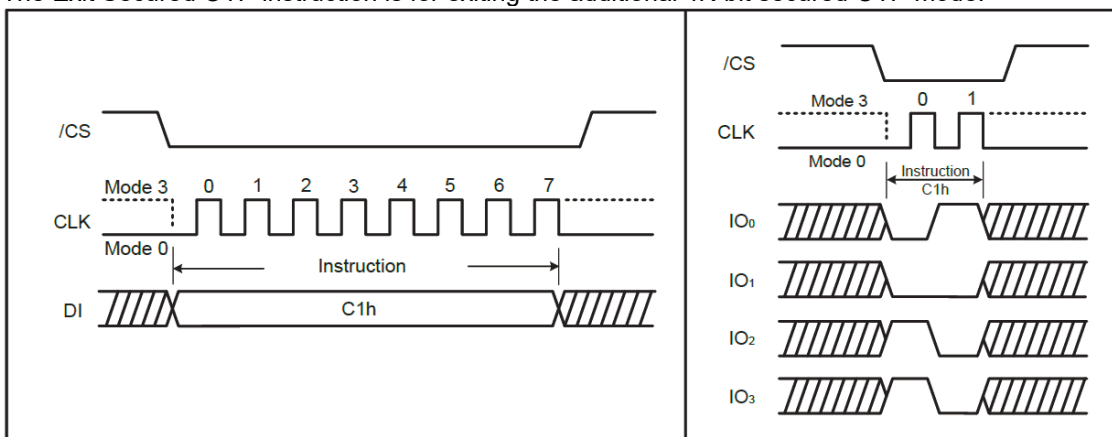 The Exit Secured OTP instruction is for exiting the additional 4K-bit secured OTP mode.
/CS
Mode 3 0 1 2 3 4 5 6 7
CLK
Mode 0
Instruction
DI C1h
/CS
Mode 3 0 1
CLK
Mode 0
Instruction
C1h
IO0
IO1
IO2
IO3